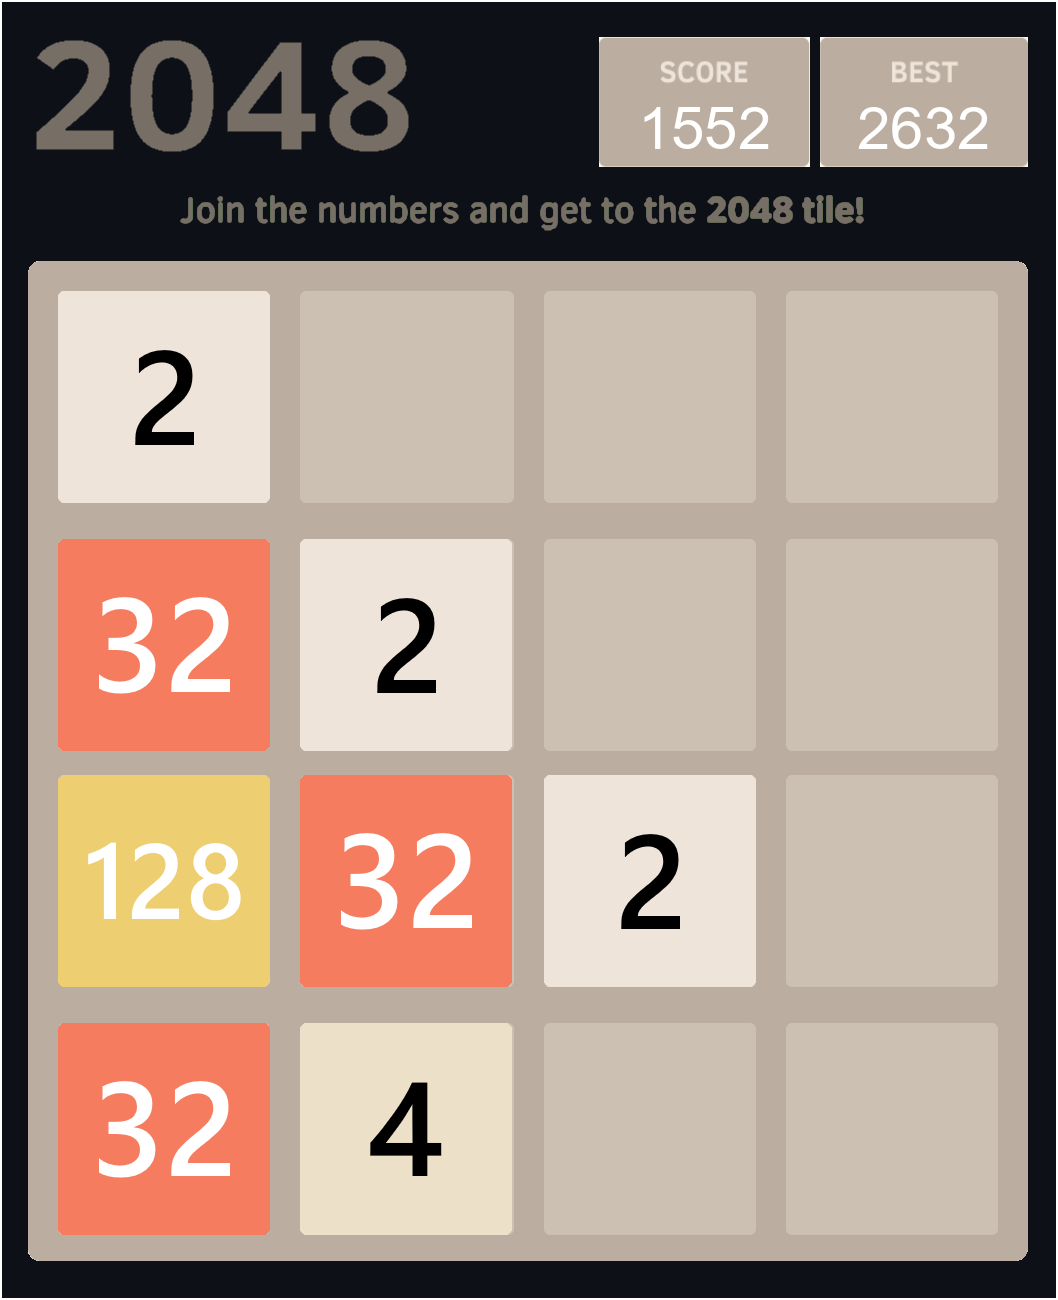 2048
SCORE BEST
1552 2632
Join the numbers and get to the 2048 tile!
2
32 2
128 32 2
32 4